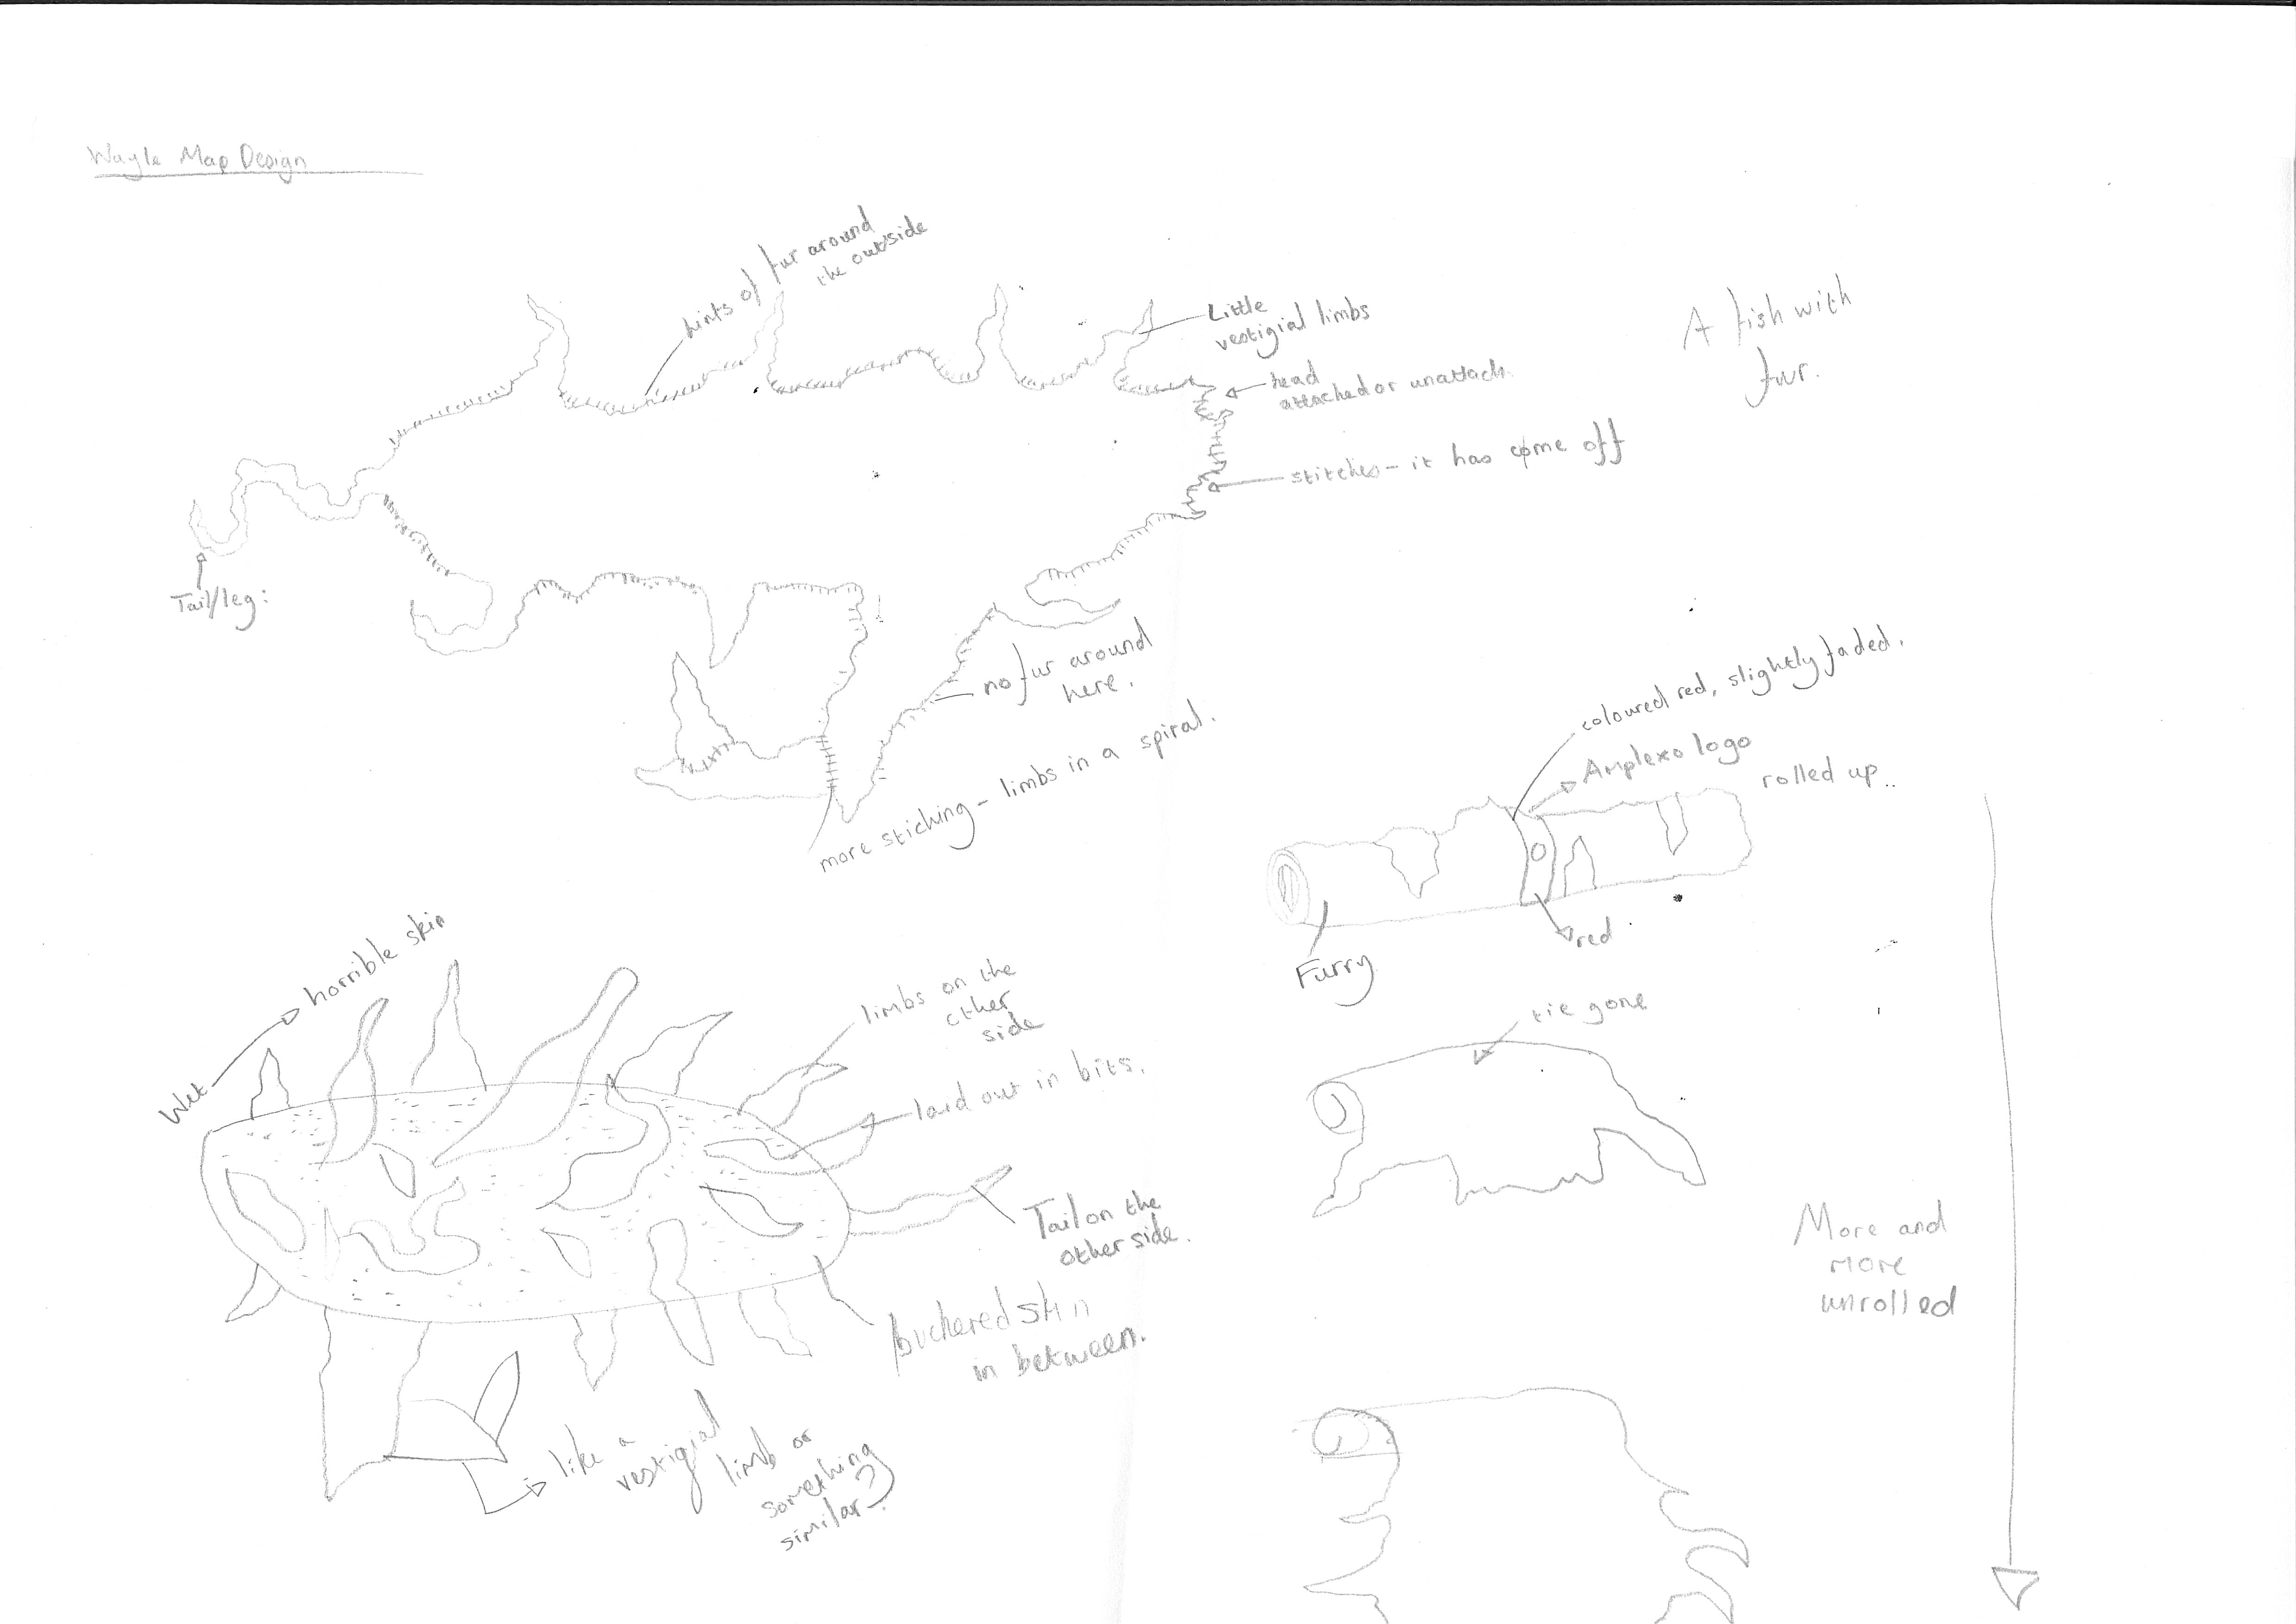 Wayle Map Design
hints of fur around
the outside
Little
vestigial limbs
head
attached or unattach.
A fish with
fur.
stitches - it has come off
Tail/leg:
no fur around
here.
more stiching - limbs in a spiral.
coloured red, slightly faded.
Amplexo logo
rolled up..
red
Furry
Wet
horrible skin
limbs on the
other
side
laid out in bits.
Tail on the
other side.
buchered skin
in between.
like a
vestigial
limb or
something
similar?
tie gone
More and
more
unrolled